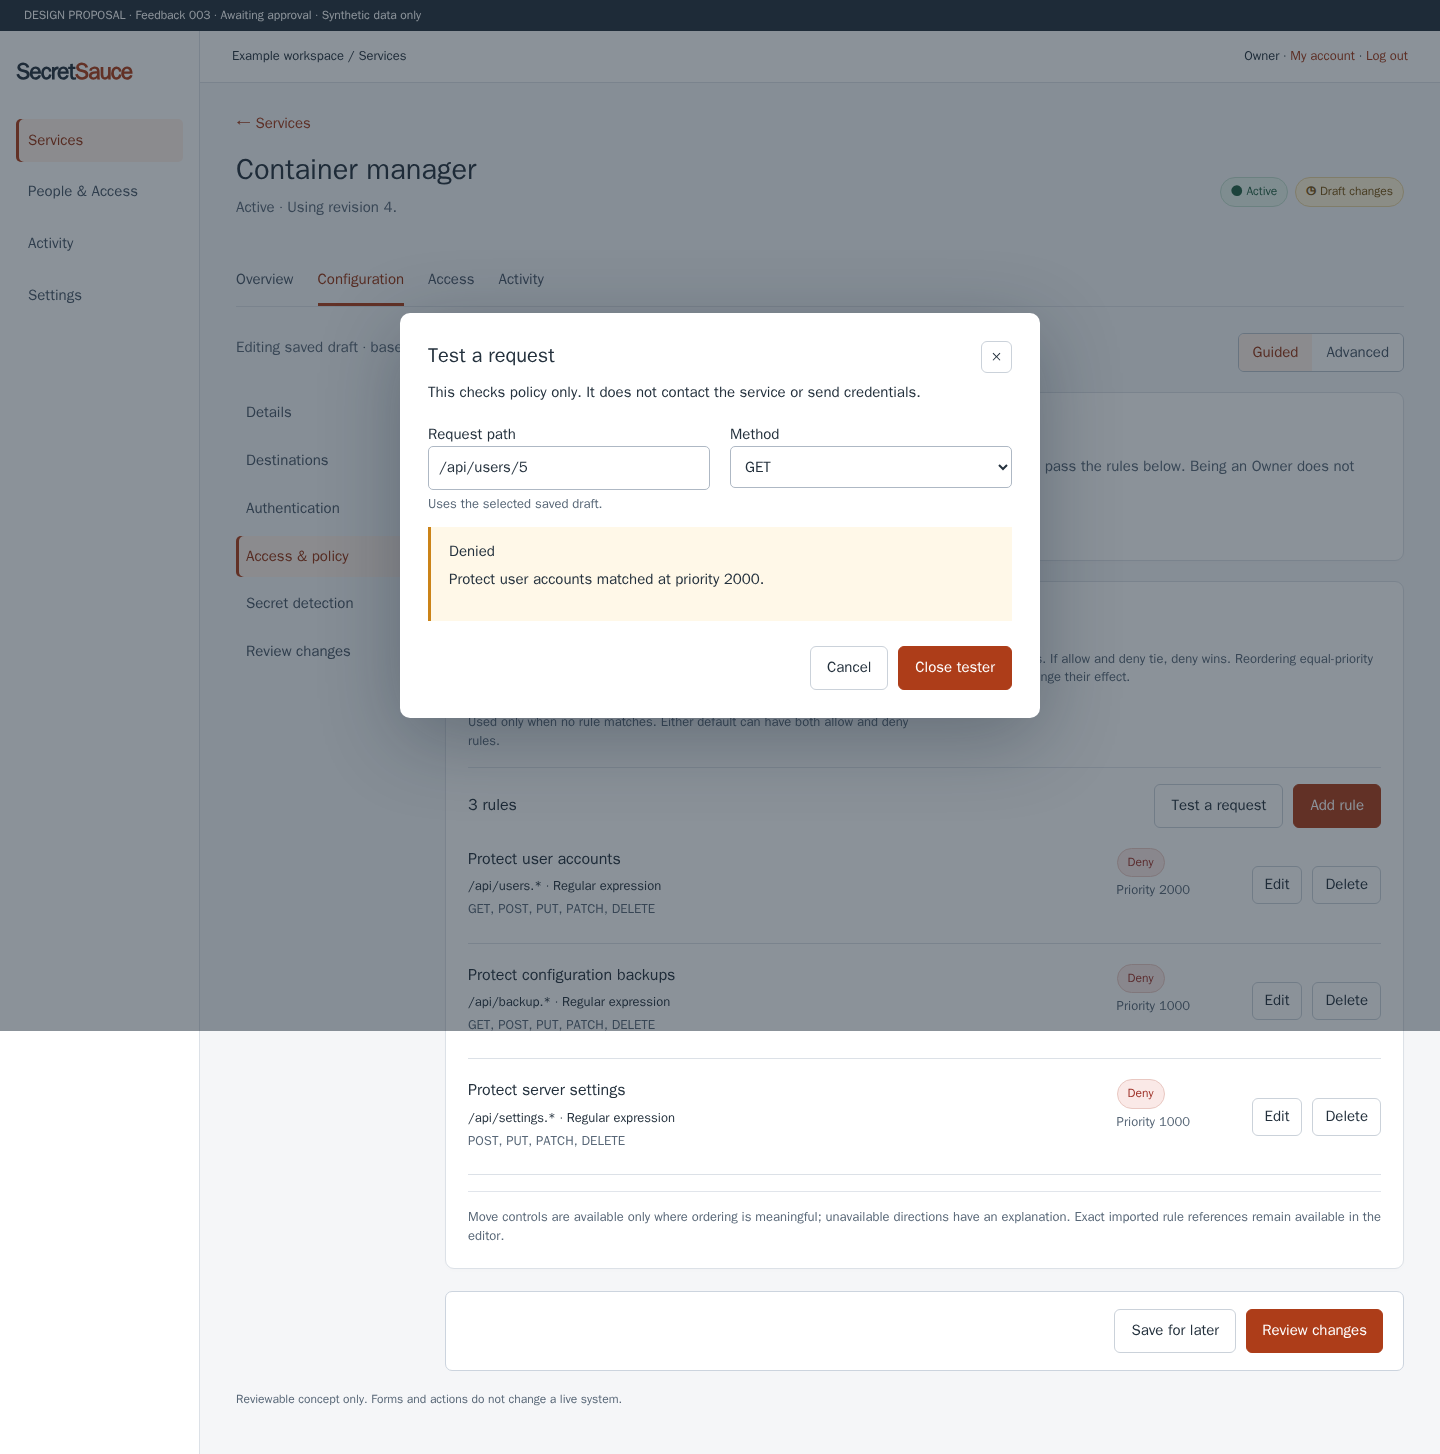 DESIGN PROPOSAL · Feedback 003 · Awaiting approval · Synthetic data only
SecretSauce
Example workspace / Services
Owner · My account · Log out
Services
People & Access
Activity
Settings
← Services
Container manager
Active · Using revision 4.
Active
Draft changes
Overview
Configuration
Access
Activity
Editing saved draft · base
Guided
Advanced
Details
Destinations
Authentication
Access & policy
Secret detection
Review changes
pass the rules below. Being an Owner does not
Test a request
×
This checks policy only. It does not contact the service or send credentials.
Request path
Method
/api/users/5
GET
Uses the selected saved draft.
Denied
Protect user accounts matched at priority 2000.
Cancel
Close tester
If allow and deny tie, deny wins. Reordering equal-priority
their effect.
Used only when no rule matches. Either default can have both allow and deny
rules.
3 rules
Test a request
Add rule
Protect user accounts
/api/users.* · Regular expression
GET, POST, PUT, PATCH, DELETE
Deny
Priority 2000
Edit
Delete
Protect configuration backups
/api/backup.* · Regular expression
GET, POST, PUT, PATCH, DELETE
Deny
Priority 1000
Edit
Delete
Protect server settings
/api/settings.* · Regular expression
POST, PUT, PATCH, DELETE
Deny
Priority 1000
Edit
Delete
Move controls are available only where ordering is meaningful; unavailable directions have an explanation. Exact imported rule references remain available in the
editor.
Save for later
Review changes
Reviewable concept only. Forms and actions do not change a live system.